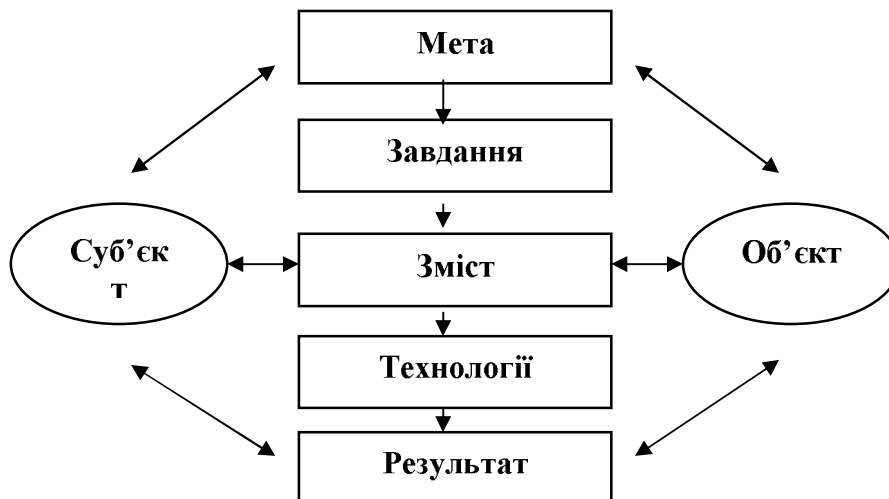 Мета
Завдання
Суб’єк
т
Зміст
Об’єкт
Технології
Результат